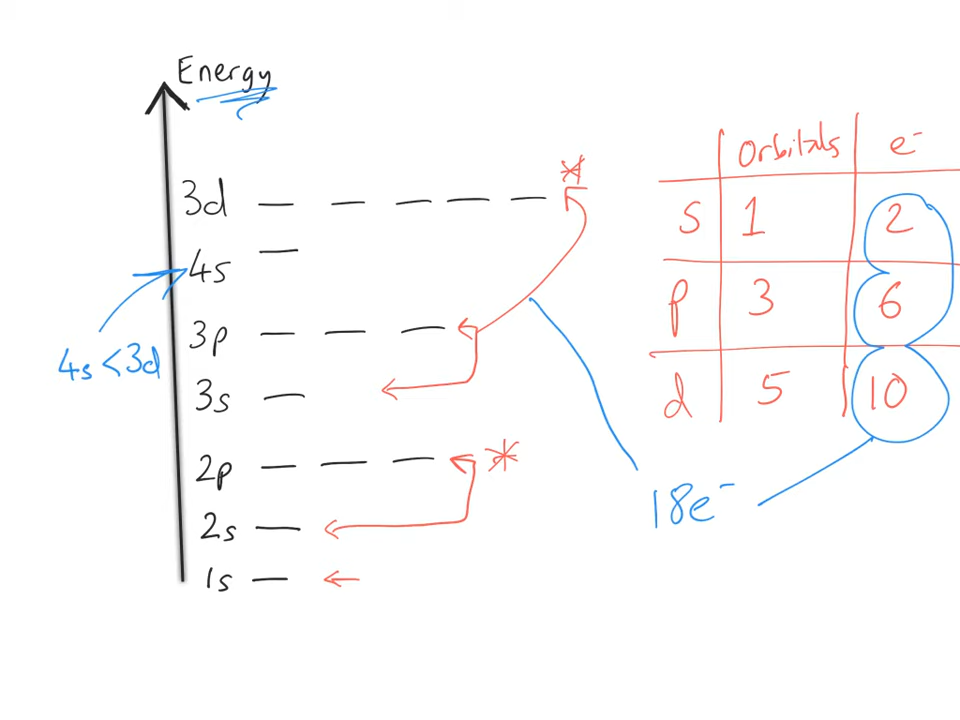 Energy
3d
4s
3p
3s
2p
2s
1s
4s < 3d
18e⁻
Orbitals e⁻
s 1 2
p 3 6
d 5 10